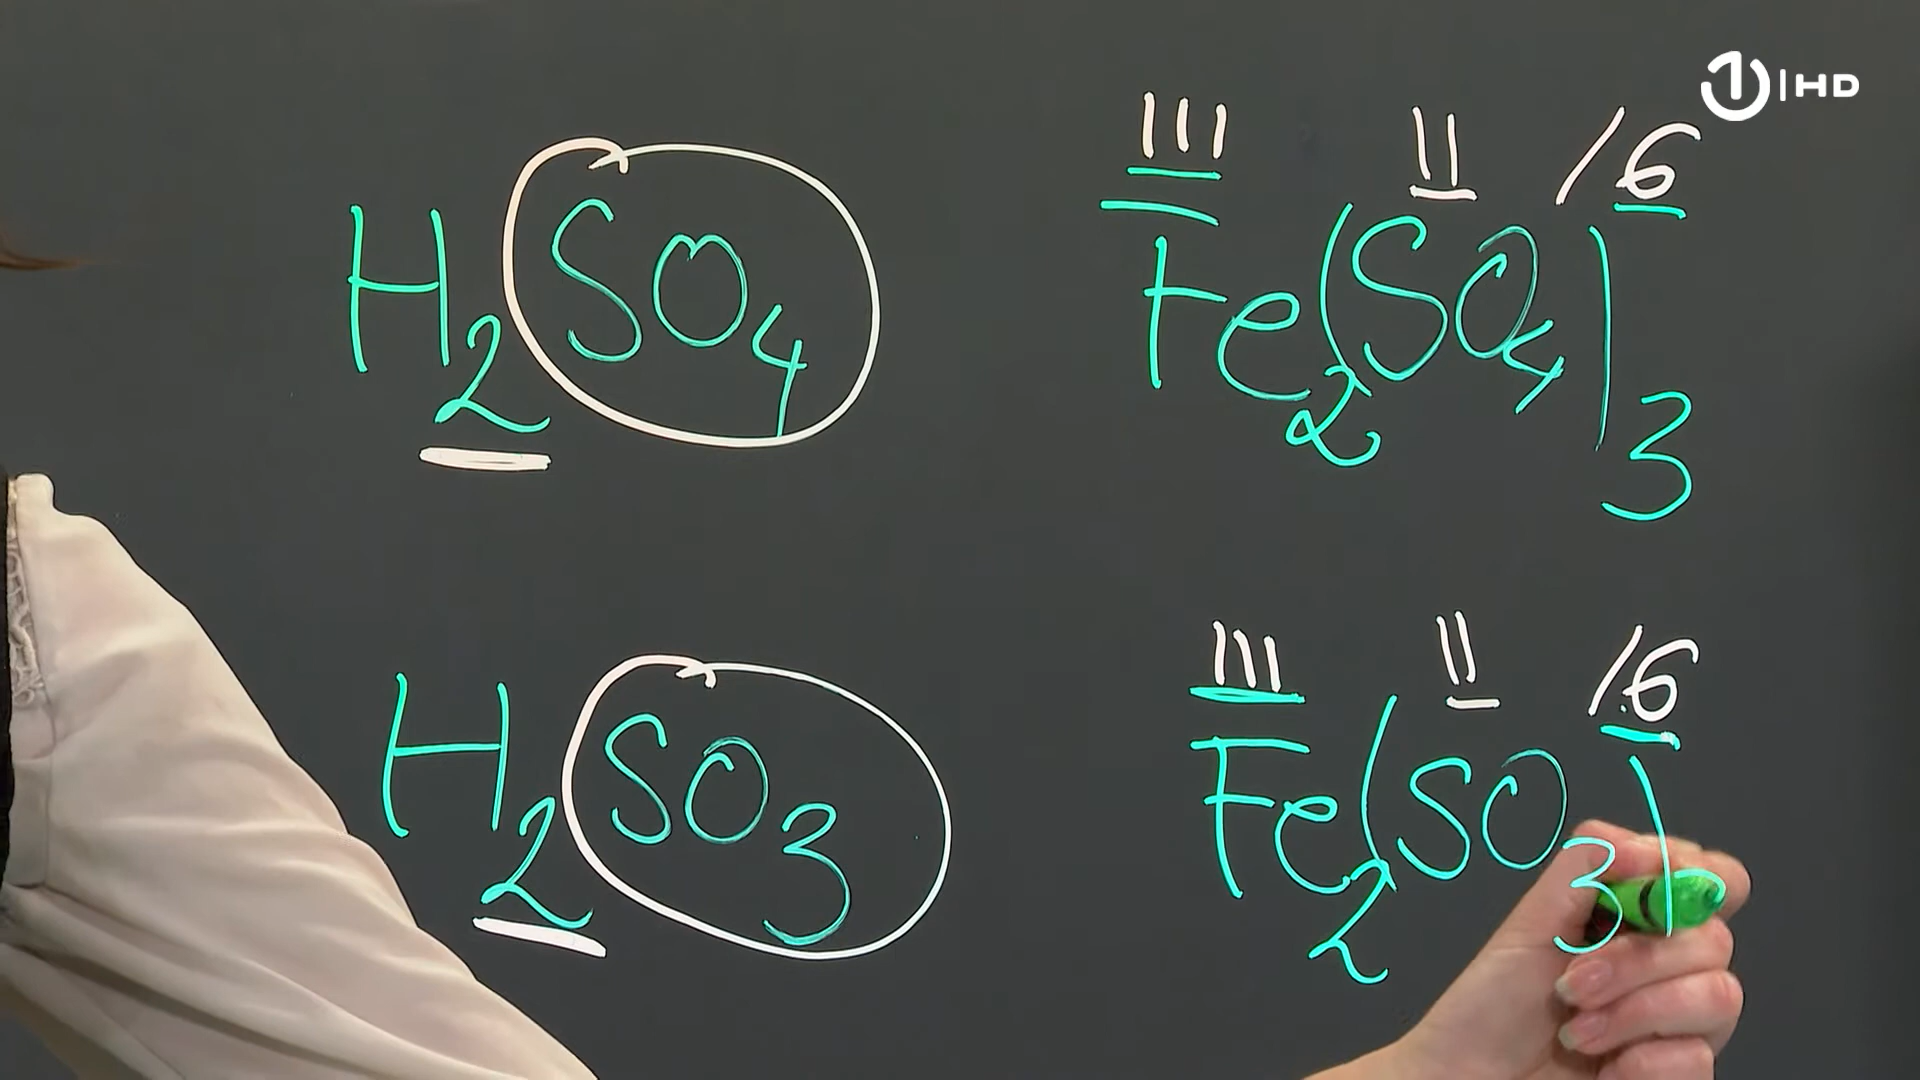 1 | HD
III II /6
H₂SO₄ Fe₂(SO₄)₃
III II /6
H₂SO₃ Fe₂(SO₃)